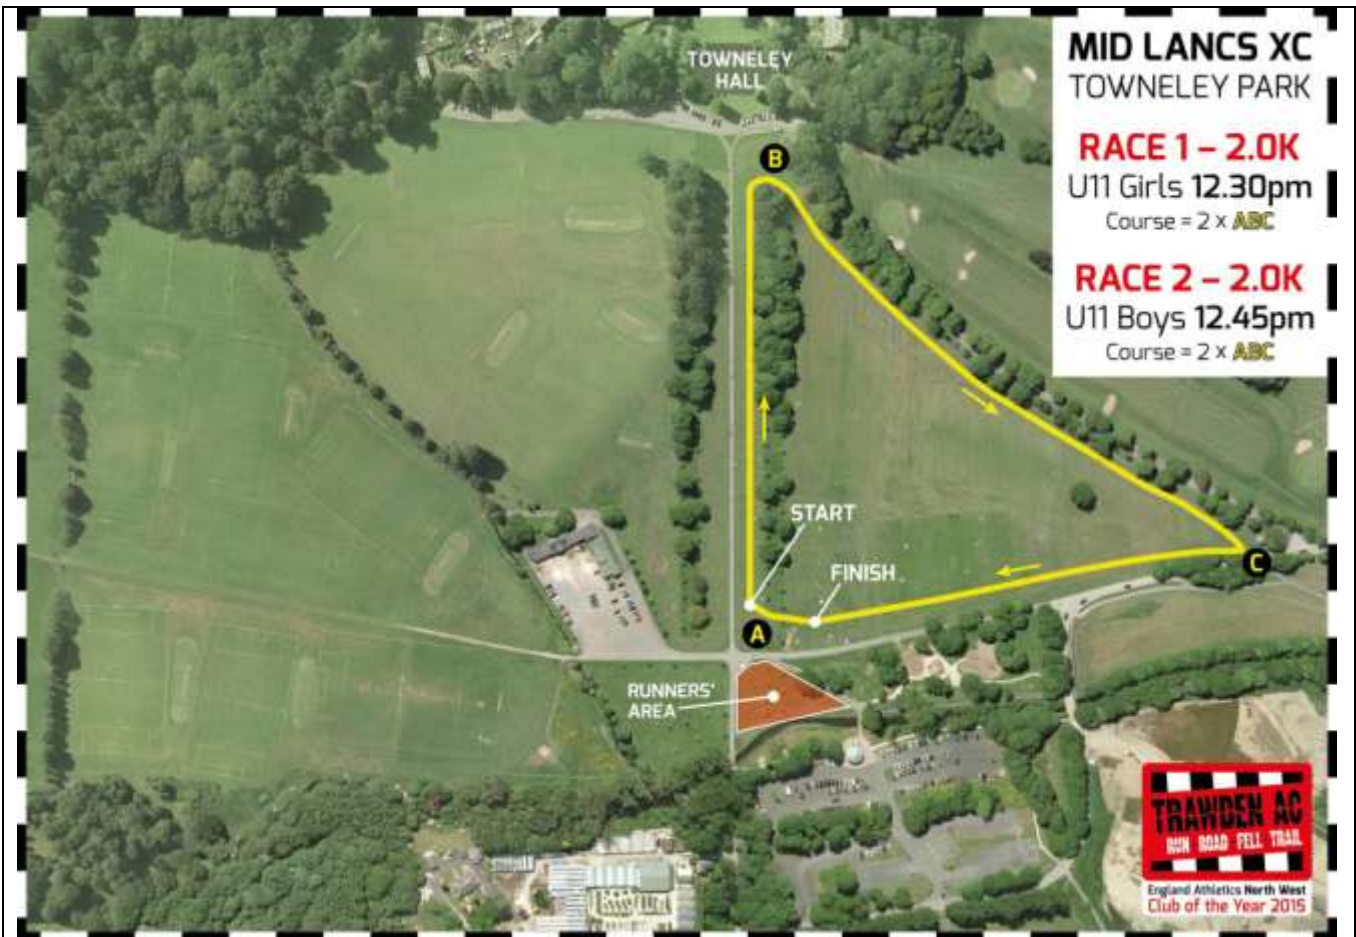 MID LANCS XC
TOWNELEY PARK
RACE 1 – 2.0K
U11 Girls 12.30pm
Course = 2 x ABC
RACE 2 – 2.0K
U11 Boys 12.45pm
Course = 2 x ABC
TOWNELEY
HALL
B
START
FINISH
C
A
RUNNERS'
AREA
TRAWDEN AC
RUN ROAD FELL TRAIL
England Athletics North West
Club of the Year 2015